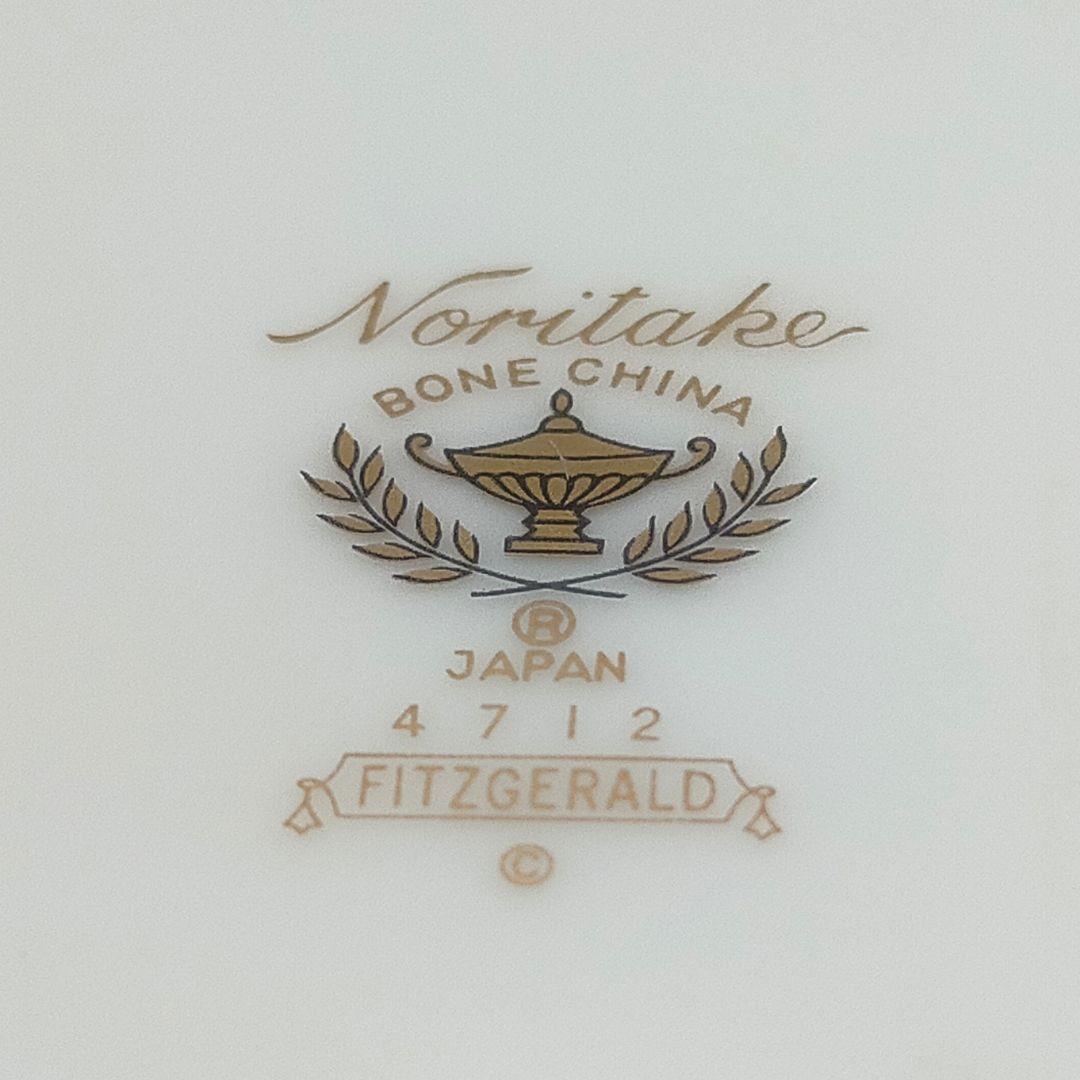 Noritake
BONE CHINA
®
JAPAN
4712
FITZGERALD
©